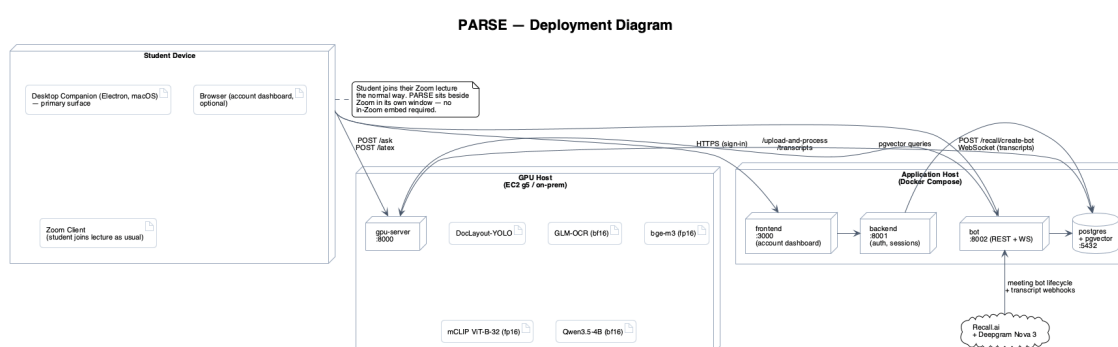 PARSE — Deployment Diagram
Student Device
Desktop Companion (Electron, macOS)
— primary surface
Browser (account dashboard,
optional)
Zoom Client
(student joins lecture as usual)
Student joins their Zoom lecture
the normal way. PARSE sits beside
Zoom in its own window — no
in-Zoom embed required.
POST /ask
POST /latex
HTTPS (sign-in)
/upload-and-process
/transcripts
pgvector queries
POST /recall/create-bot
WebSocket (transcripts)
GPU Host
(EC2 g5 / on-prem)
gpu-server
:8000
DocLayout-YOLO
GLM-OCR (bf16)
bge-m3 (fp16)
mCLIP ViT-B-32 (fp16)
Qwen3.5-4B (bf16)
Application Host
(Docker Compose)
frontend
:3000
(account dashboard)
backend
:8001
(auth, sessions)
bot
:8002 (REST + WS)
postgres
+ pgvector
:5432
meeting bot lifecycle
+ transcript webhooks
Recall.ai
+ Deepgram Nova 3